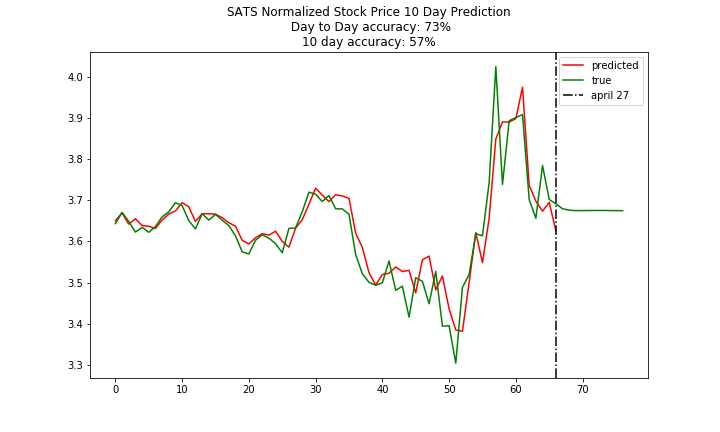 SATS Normalized Stock Price 10 Day Prediction
Day to Day accuracy: 73%
10 day accuracy: 57%
predicted
true
april 27
4.0
3.9
3.8
3.7
3.6
3.5
3.4
3.3
0 10 20 30 40 50 60 70